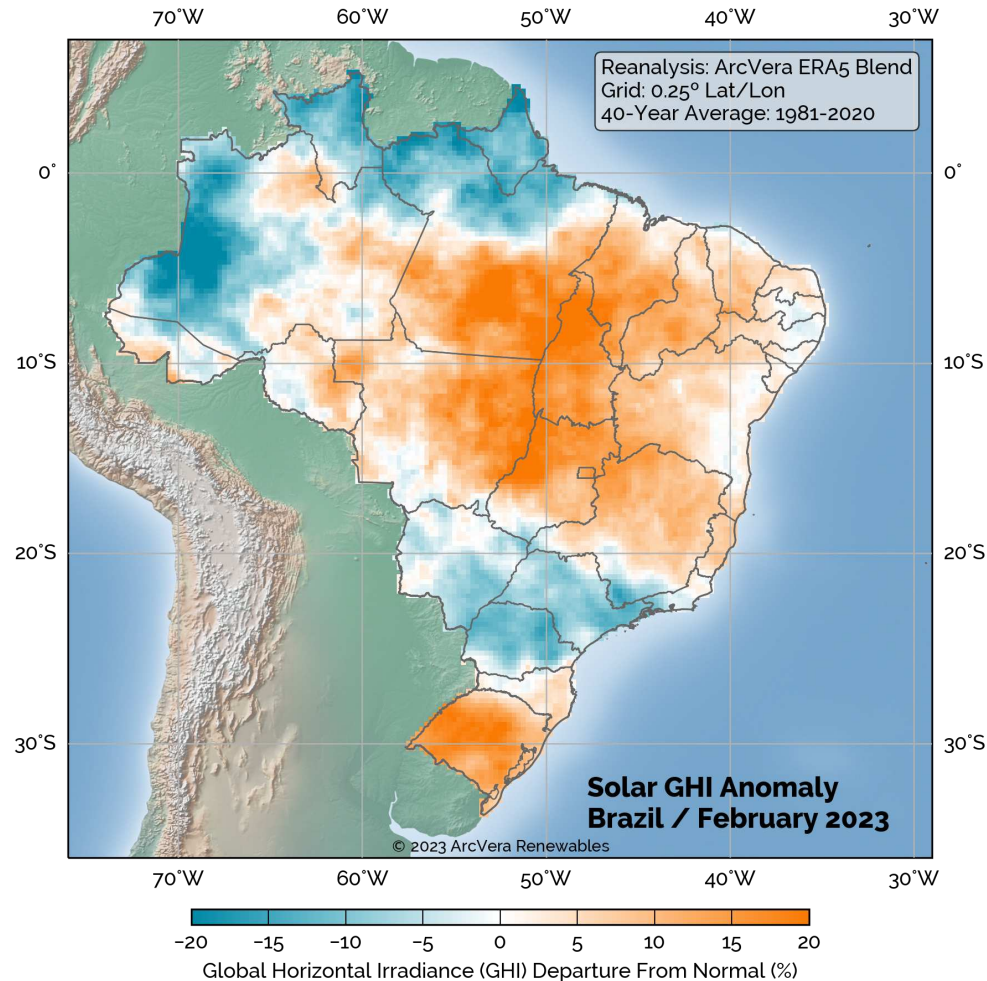 70°W 60°W 50°W 40°W 30°W
Reanalysis: ArcVera ERA5 Blend
Grid: 0.25º Lat/Lon
40-Year Average: 1981-2020
0° 0°
10°S 10°S
20°S 20°S
30°S 30°S
Solar GHI Anomaly
Brazil / February 2023
© 2023 ArcVera Renewables
70°W 60°W 50°W 40°W 30°W
−20 −15 −10 −5 0 5 10 15 20
Global Horizontal Irradiance (GHI) Departure From Normal (%)